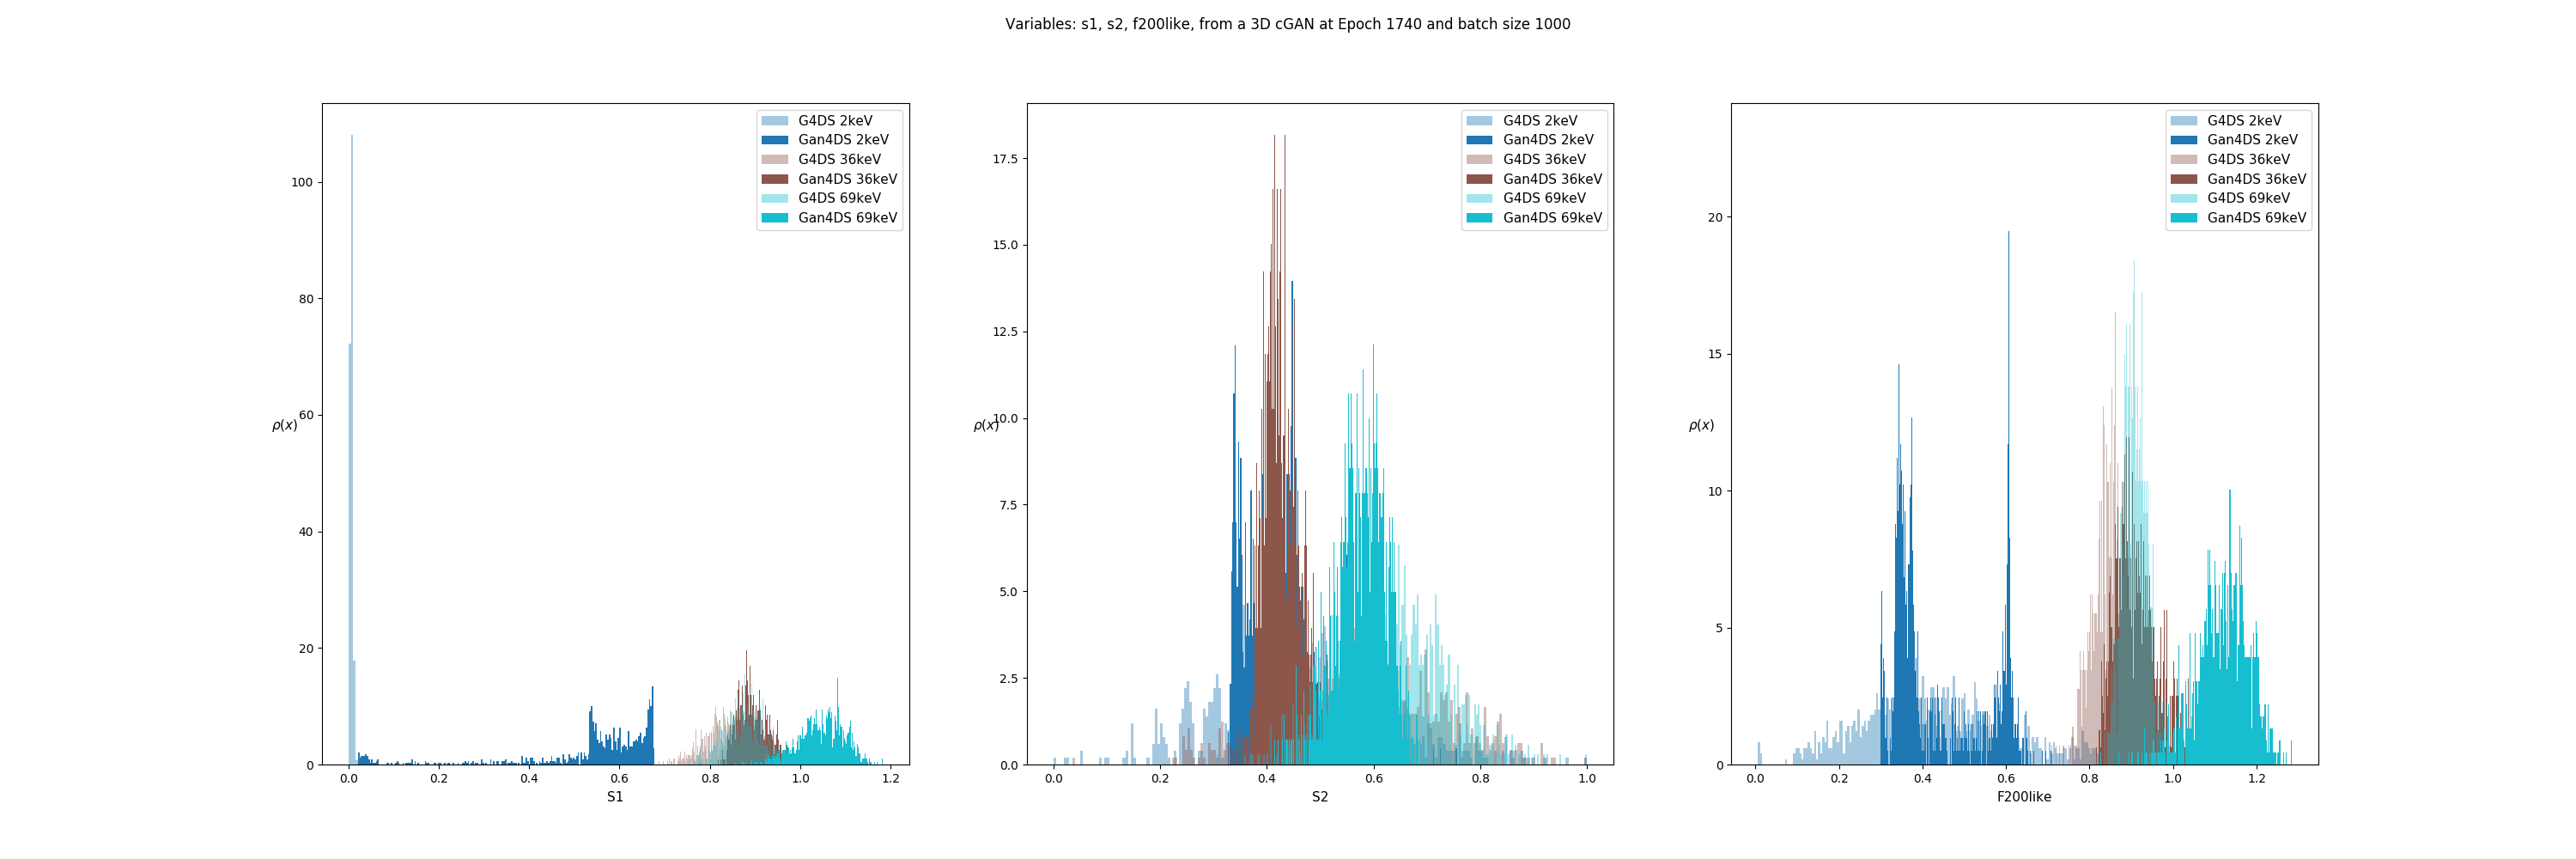 Variables: s1, s2, f200like, from a 3D cGAN at Epoch 1740 and batch size 1000
G4DS 2keV
Gan4DS 2keV
G4DS 36keV
Gan4DS 36keV
G4DS 69keV
Gan4DS 69keV
100
80
60
40
20
0
ρ(x)
0.0 0.2 0.4 0.6 0.8 1.0 1.2
S1
G4DS 2keV
Gan4DS 2keV
G4DS 36keV
Gan4DS 36keV
G4DS 69keV
Gan4DS 69keV
17.5
15.0
12.5
10.0
7.5
5.0
2.5
0.0
ρ(x)
0.0 0.2 0.4 0.6 0.8 1.0
S2
G4DS 2keV
Gan4DS 2keV
G4DS 36keV
Gan4DS 36keV
G4DS 69keV
Gan4DS 69keV
20
15
10
5
0
ρ(x)
0.0 0.2 0.4 0.6 0.8 1.0 1.2
F200like